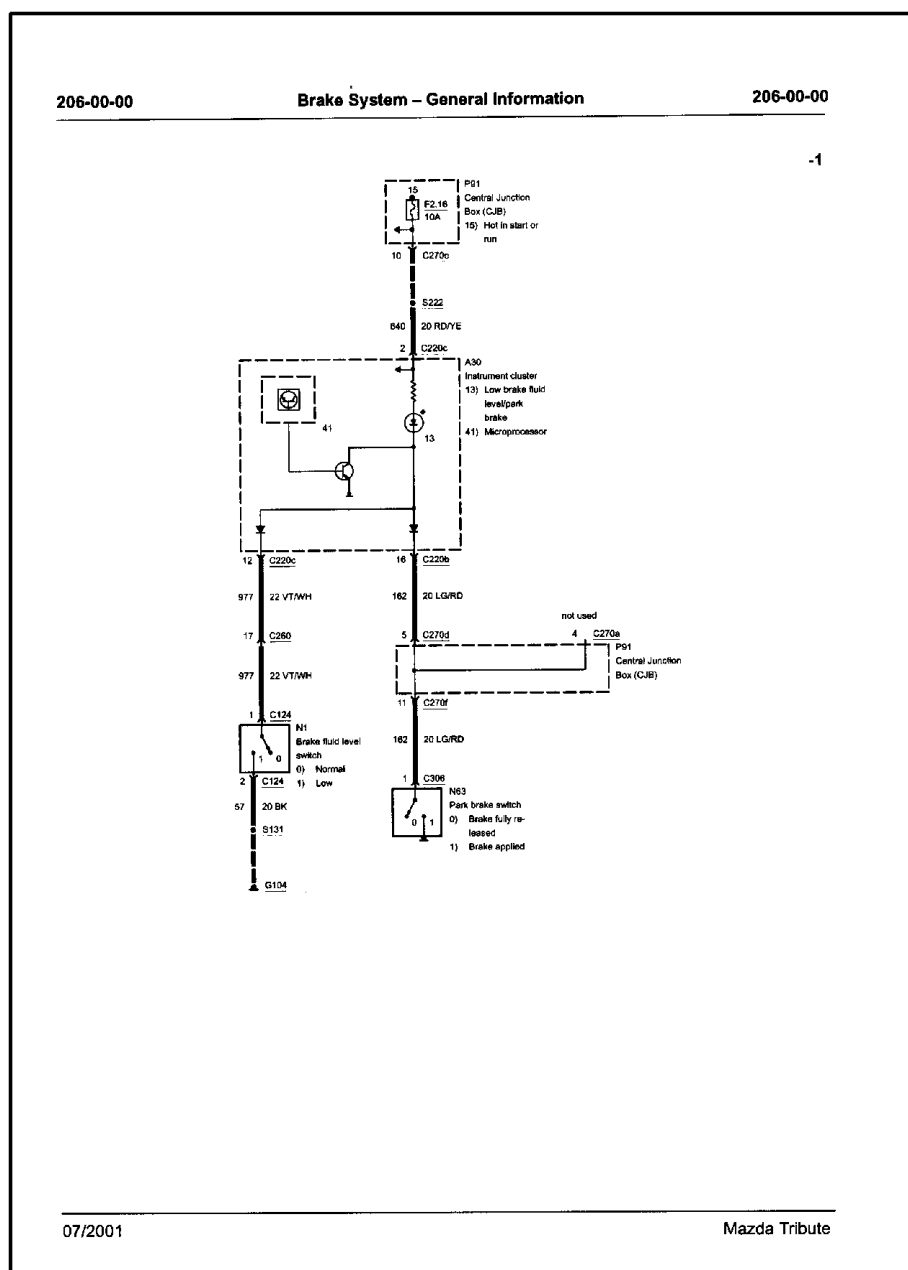 206-00-00 Brake System – General Information 206-00-00
-1
15
F2.16
10A
P91
Central Junction
Box (CJB)
15) Hot in start or
run
10 C270e
S222
640 20 RD/YE
2 C220c
A30
Instrument cluster
13) Low brake fluid
level/park
brake
41) Microprocessor
41
13
12 C220c
16 C220b
977 22 VT/WH
162 20 LG/RD
17 C260
5 C270d
not used
4 C270a
P91
Central Junction
Box (CJB)
977 22 VT/WH
11 C270f
1 C124
N1
Brake fluid level
switch
0) Normal
1) Low
1 0
162 20 LG/RD
2 C124
57 20 BK
S131
G104
1 C306
N63
Park brake switch
0) Brake fully re-
leased
1) Brake applied
0 1
07/2001 Mazda Tribute